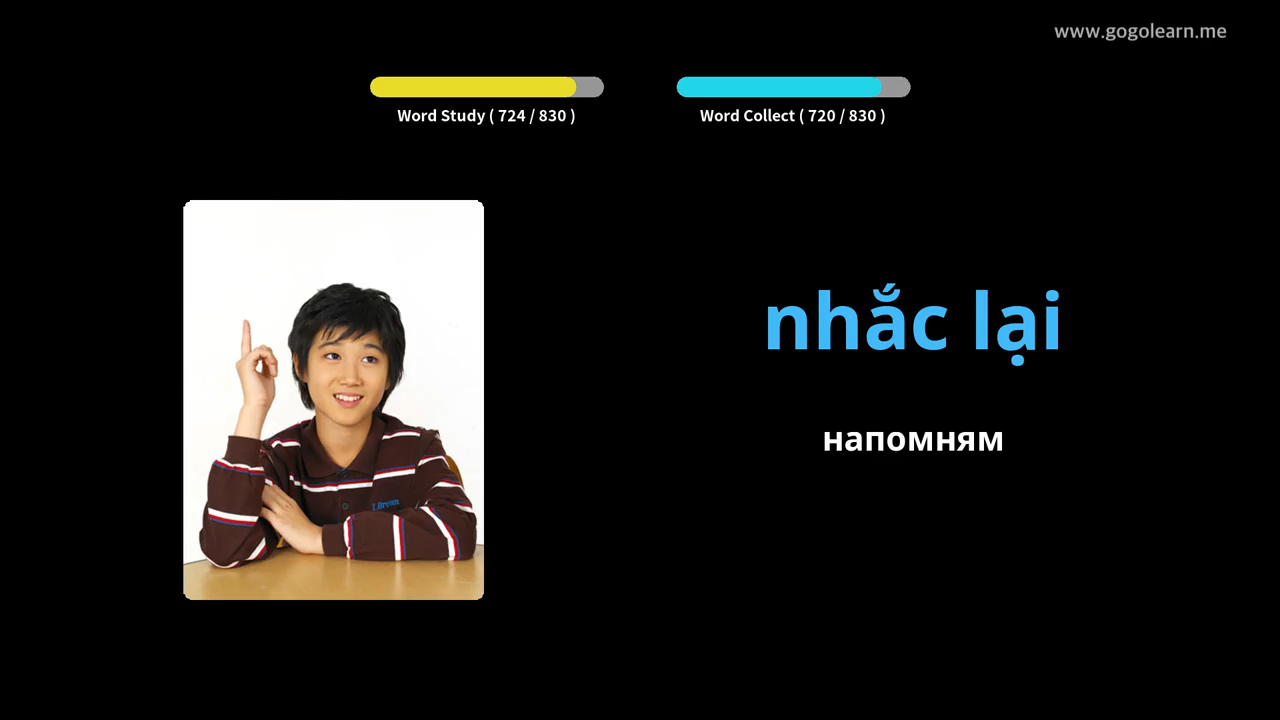 www.gogolearn.me
Word Study ( 724 / 830 )
Word Collect ( 720 / 830 )
nhắc lại
напомням